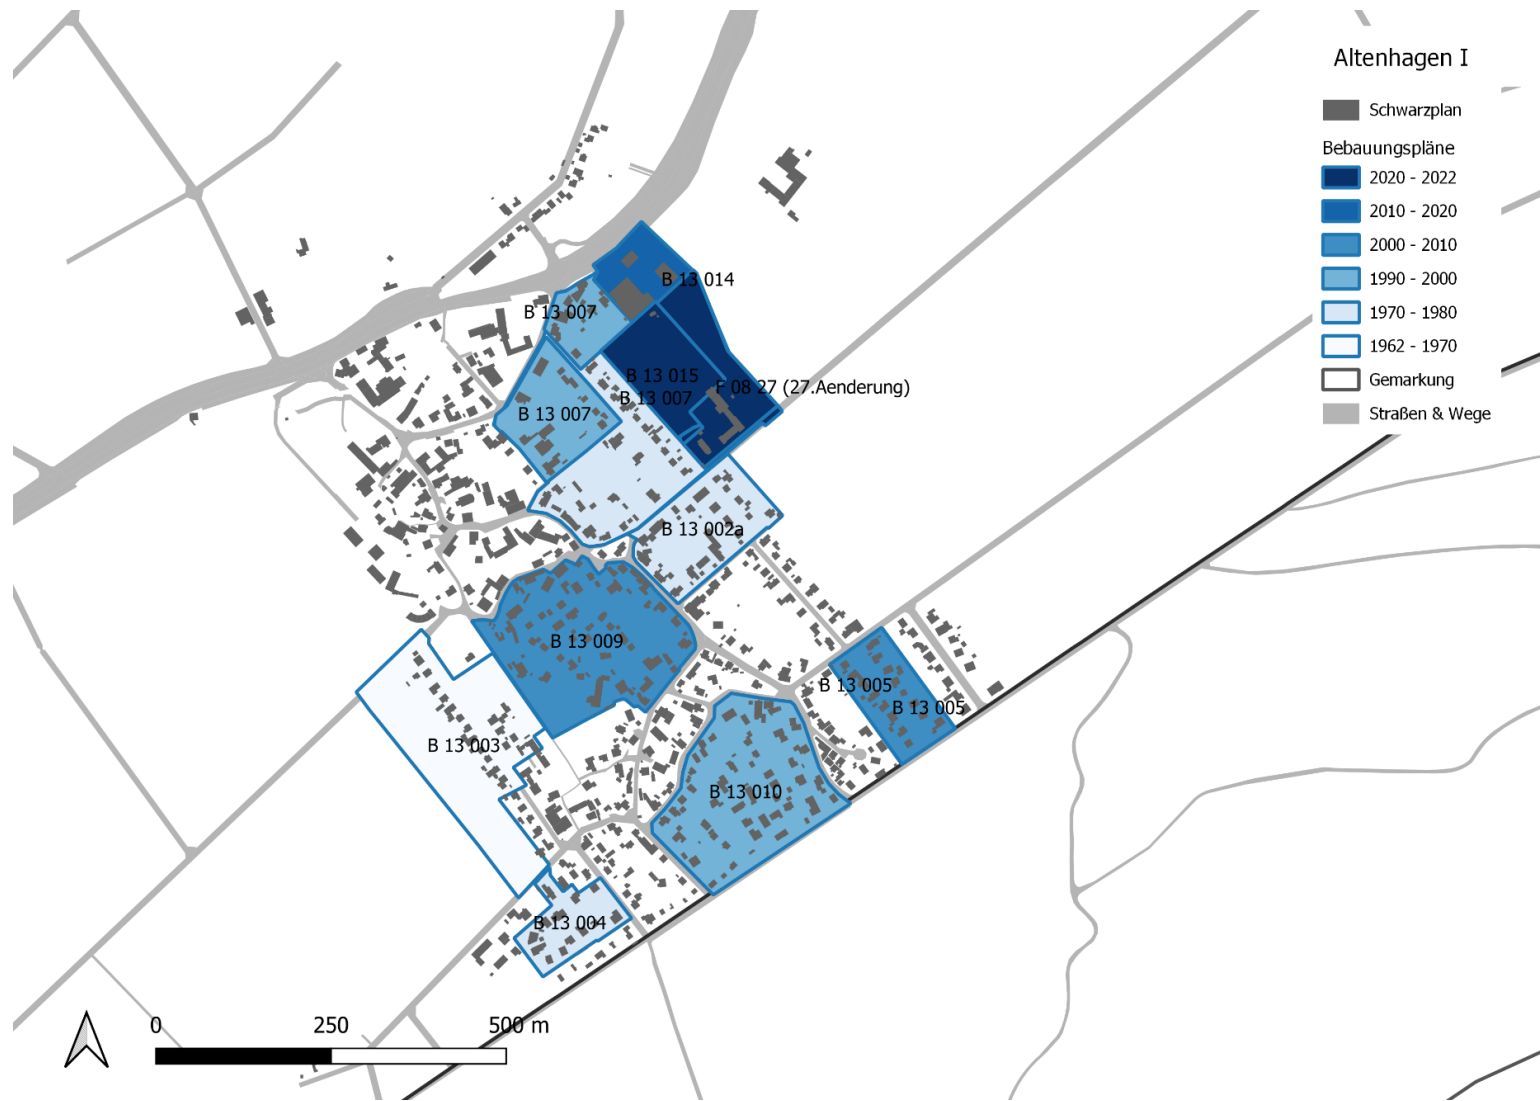 Altenhagen I
Schwarzplan
Bebauungspläne
2020 - 2022
2010 - 2020
2000 - 2010
1990 - 2000
1970 - 1980
1962 - 1970
Gemarkung
Straßen & Wege
B 13 014
B 13 007
B 13 015
F 08 27 (27.Aenderung)
B 13 007
B 13 007
B 13 002a
B 13 009
B 13 005
B 13 005
B 13 003
B 13 010
B 13 004
0 250 500 m